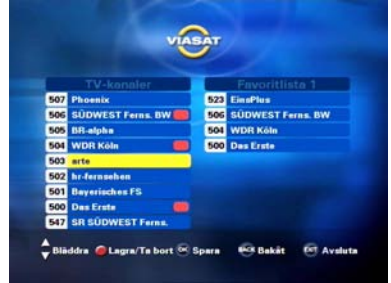 VIASAT
TV-kanaler
507 Phoenix
506 SÜDWEST Ferns. BW
505 BR-alpha
504 WDR Köln
503 arte
502 hr-fernsehen
501 Bayerisches FS
500 Das Erste
547 SR SÜDWEST Ferns.
Favoritlista 1
523 EinsPlus
506 SÜDWEST Ferns. BW
504 WDR Köln
500 Das Erste
Bläddra Lagra/Ta bort OK Spara BACK Bakåt EXIT Avsluta